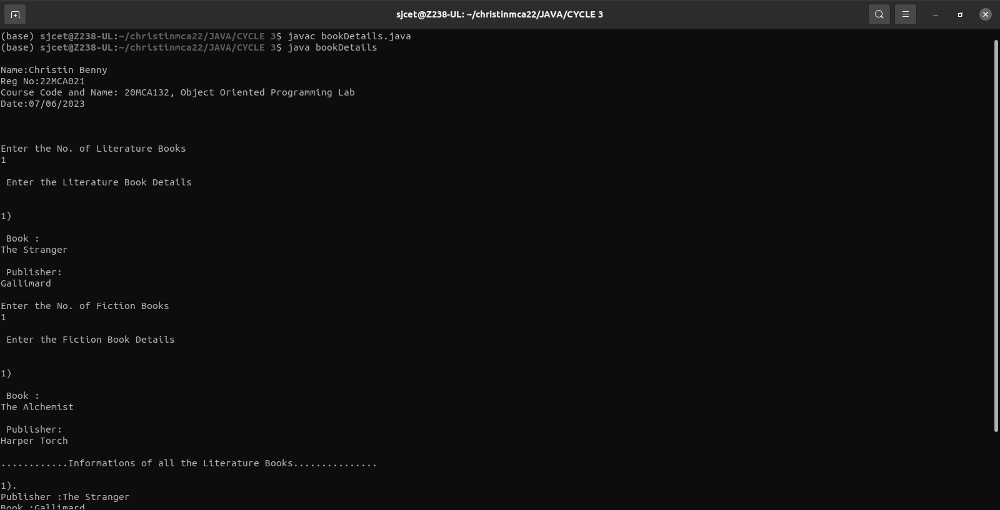 sjcet@Z238-UL: ~/christinmca22/JAVA/CYCLE 3
(base) sjcet@Z238-UL:~/christinmca22/JAVA/CYCLE 3$ javac bookDetails.java
(base) sjcet@Z238-UL:~/christinmca22/JAVA/CYCLE 3$ java bookDetails
Name:Christin Benny
Reg No:22MCA021
Course Code and Name: 20MCA132, Object Oriented Programming Lab
Date:07/06/2023
Enter the No. of Literature Books
1
Enter the Literature Book Details
1)
Book :
The Stranger
Publisher:
Gallimard
Enter the No. of Fiction Books
1
Enter the Fiction Book Details
1)
Book :
The Alchemist
Publisher:
Harper Torch
............Informations of all the Literature Books...............
1).
Publisher :The Stranger
Book :Gallimard